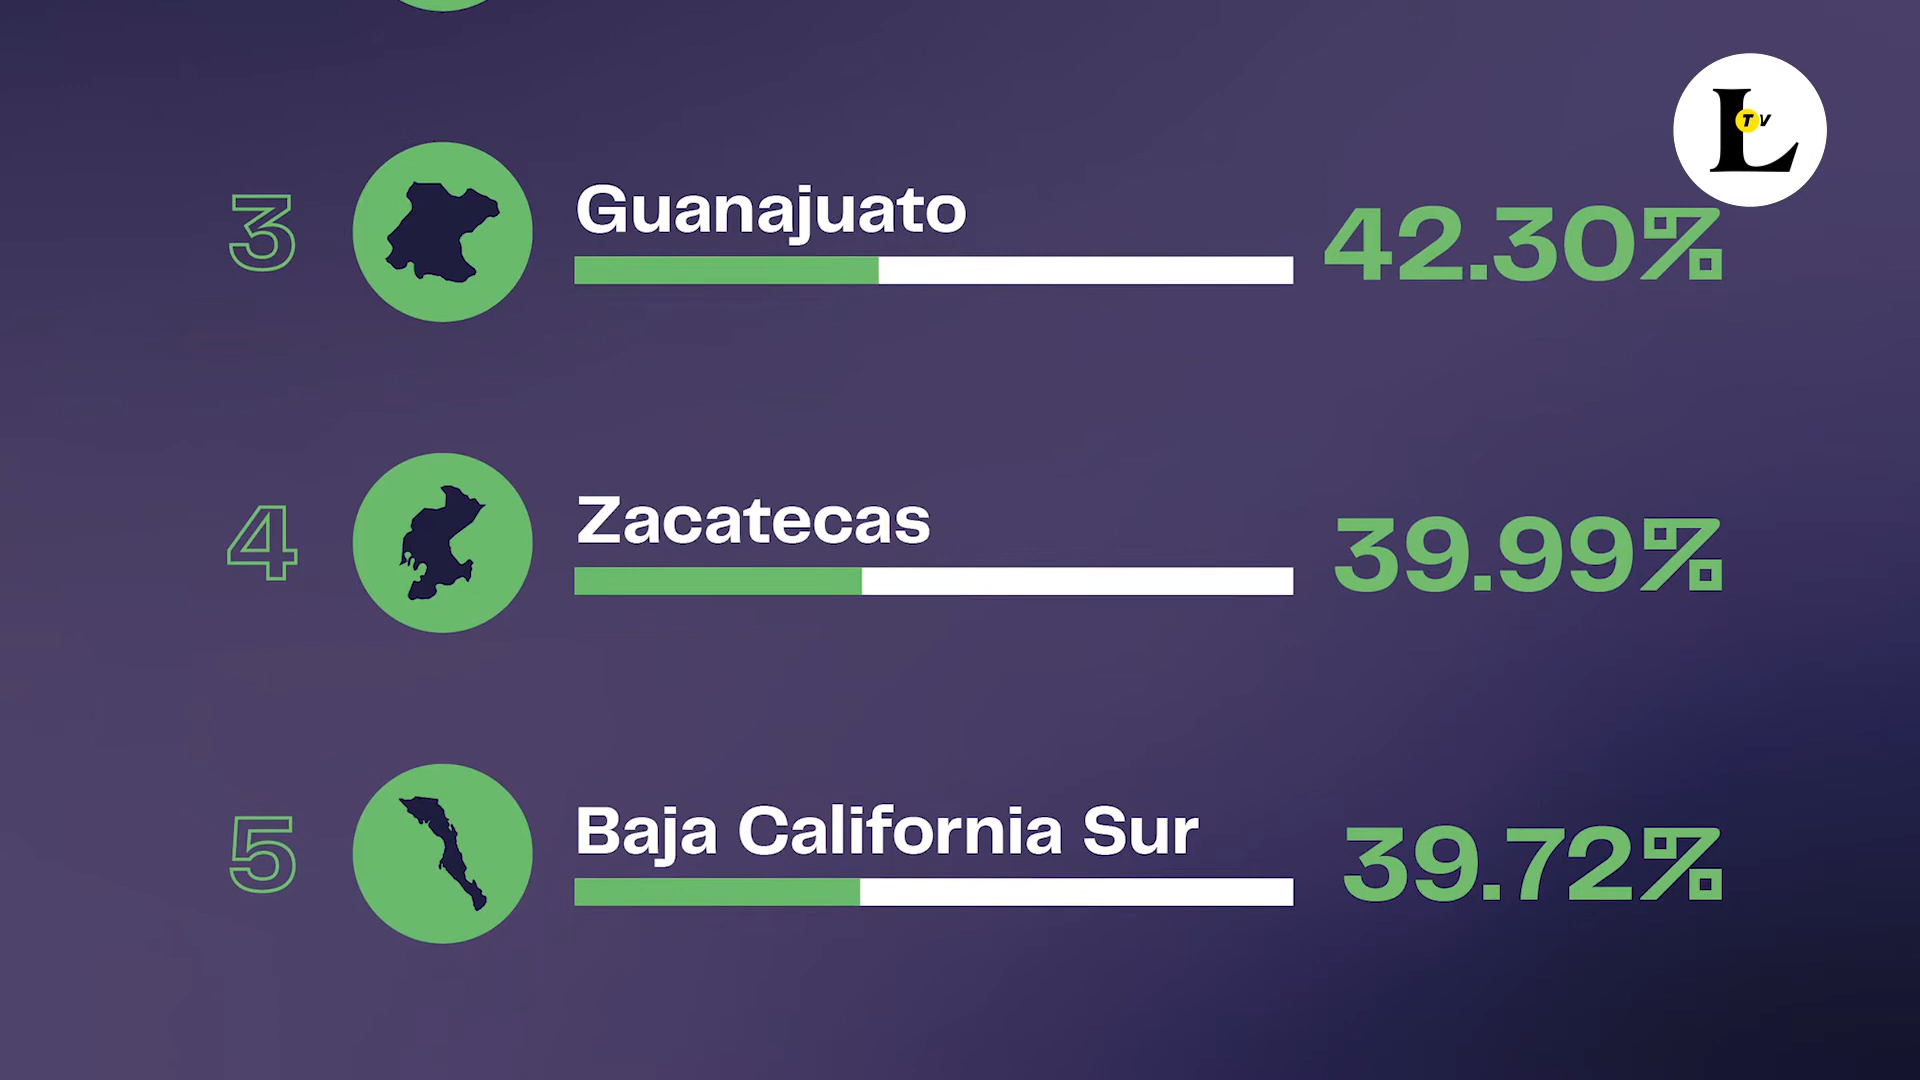 L
TV
3
Guanajuato
42.30%
4
Zacatecas
39.99%
5
Baja California Sur
39.72%